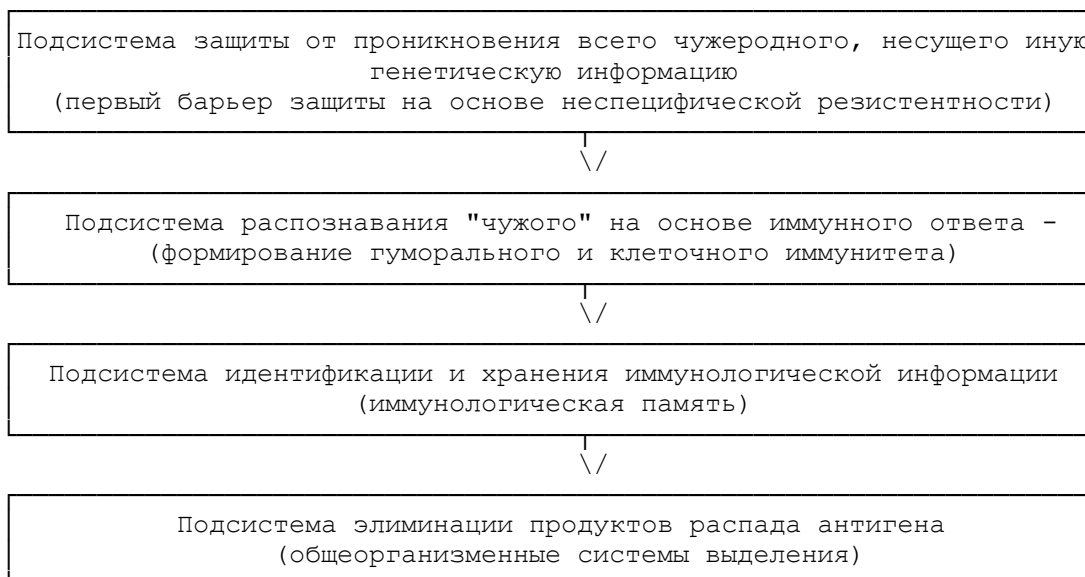 Подсистема защиты от проникновения всего чужеродного, несущего иную
генетическую информацию
(первый барьер защиты на основе неспецифической резистентности)
Подсистема распознавания "чужого" на основе иммунного ответа -
(формирование гуморального и клеточного иммунитета)
Подсистема идентификации и хранения иммунологической информации
(иммунологическая память)
Подсистема элиминации продуктов распада антигена
(общеорганизменные системы выделения)